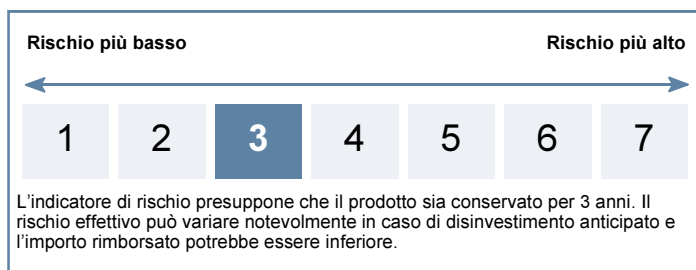 Rischio più basso Rischio più alto
1 2 3 4 5 6 7
L'indicatore di rischio presuppone che il prodotto sia conservato per 3 anni. Il
rischio effettivo può variare notevolmente in caso di disinvestimento anticipato e
l'importo rimborsato potrebbe essere inferiore.